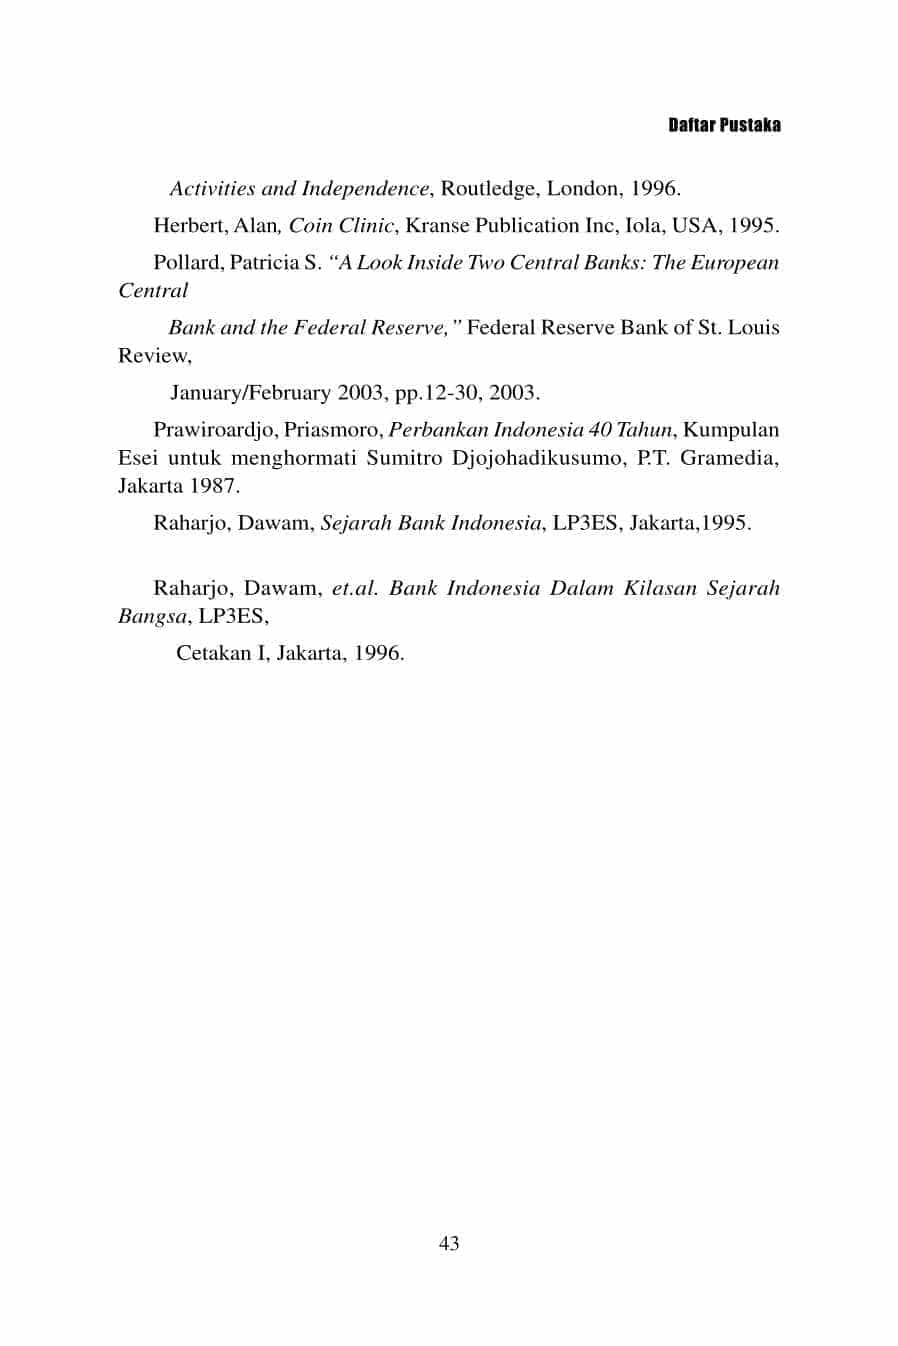 Daftar Pustaka
Activities and Independence, Routledge, London, 1996.
Herbert, Alan, Coin Clinic, Kranse Publication Inc, Iola, USA, 1995.
Pollard, Patricia S. “A Look Inside Two Central Banks: The European
Central
Bank and the Federal Reserve,” Federal Reserve Bank of St. Louis
Review,
January/February 2003, pp.12-30, 2003.
Prawiroardjo, Priasmoro, Perbankan Indonesia 40 Tahun, Kumpulan
Esei untuk menghormati Sumitro Djojohadikusumo, P.T. Gramedia,
Jakarta 1987.
Raharjo, Dawam, Sejarah Bank Indonesia, LP3ES, Jakarta,1995.
Raharjo, Dawam, et.al. Bank Indonesia Dalam Kilasan Sejarah
Bangsa, LP3ES,
Cetakan I, Jakarta, 1996.
43